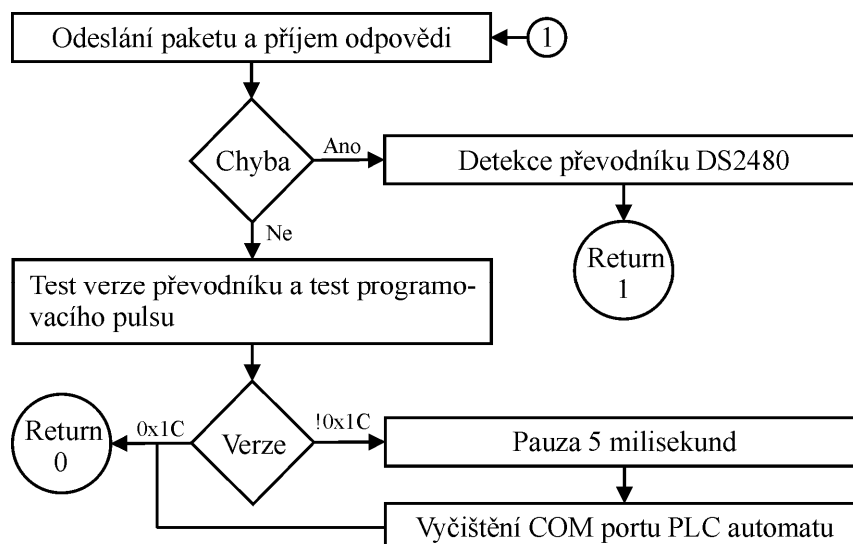 Odeslání paketu a příjem odpovědi
1
Chyba
Ano
Detekce převodníku DS2480
Ne
Return
1
Test verze převodníku a test programo-
vacího pulsu
Return
0
0x1C
Verze
!0x1C
Pauza 5 milisekund
Vyčištění COM portu PLC automatu